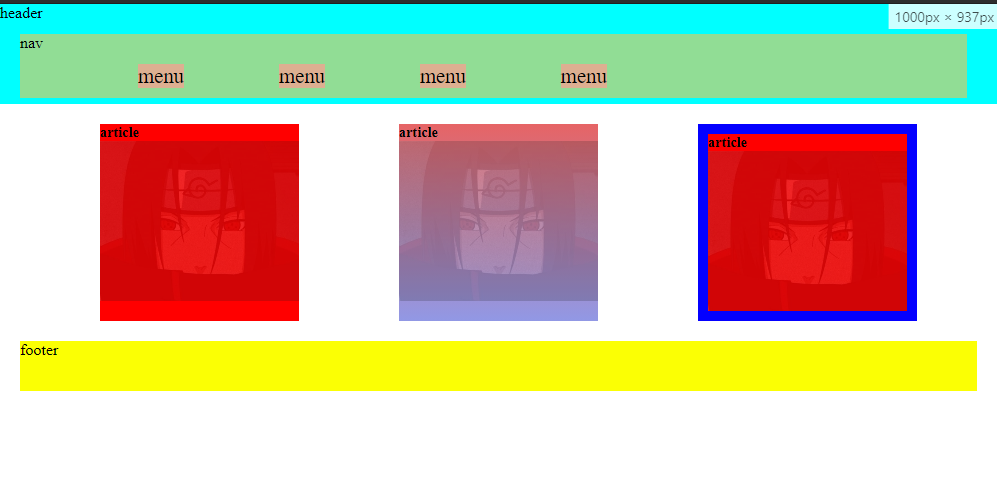 header
1000px × 937px
nav
menu menu menu menu
article article article
footer